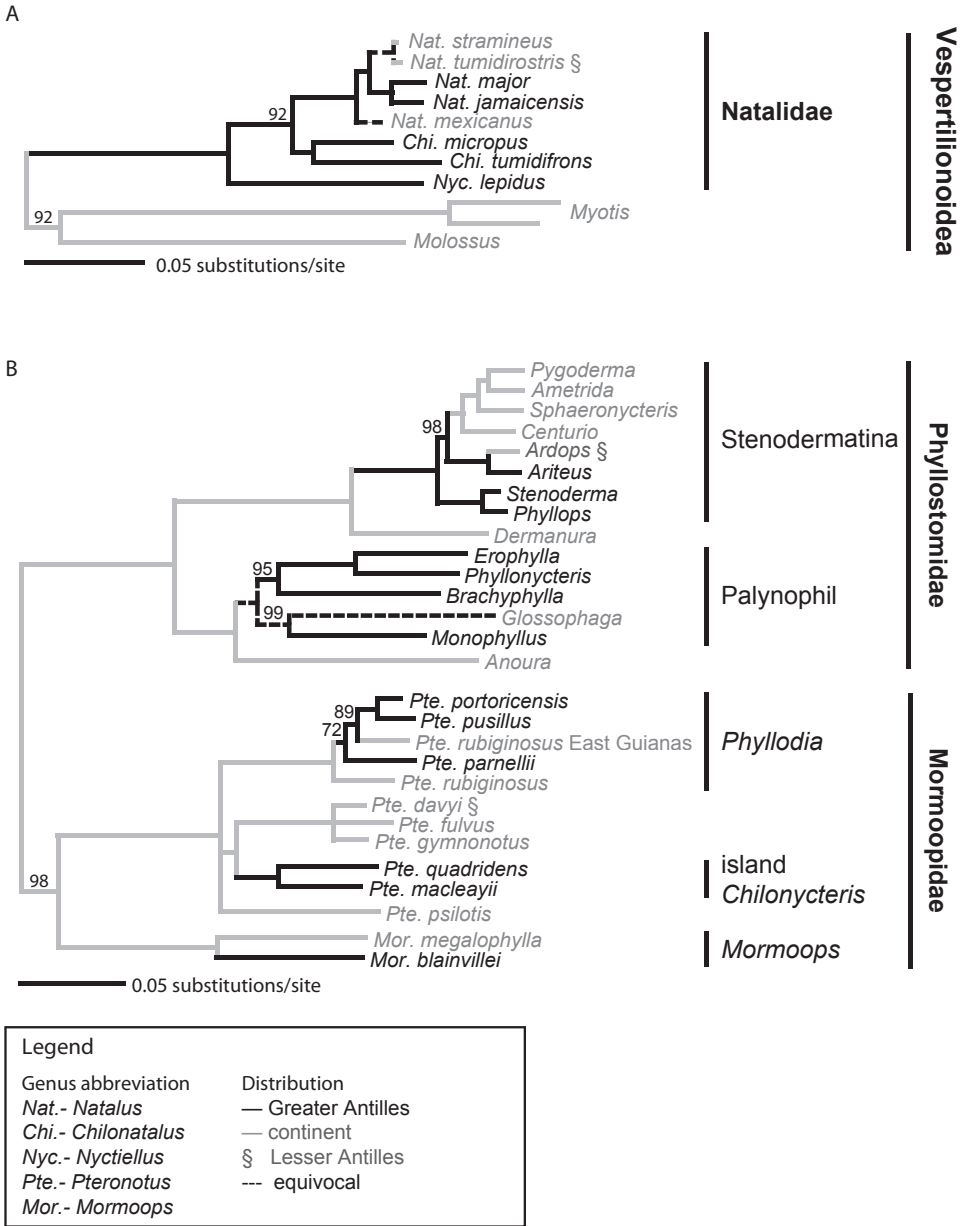 A
Nat. stramineus
Nat. tumidirostris §
Nat. major
Nat. jamaicensis
Nat. mexicanus
Chi. micropus
Chi. tumidifrons
Nyc. lepidus
Myotis
Molossus
92
92
0.05 substitutions/site
Natalidae
Vespertilionoidea
B
Pygoderma
Ametrida
Sphaeronycteris
Centurio
Ardops §
Ariteus
Stenoderma
Phyllops
Dermanura
Erophylla
Phyllonycteris
Brachyphylla
Glossophaga
Monophyllus
Anoura
98
95
99
Stenodermatina
Palynophil
Phyllostomidae
Pte. portoricensis
Pte. pusillus
Pte. rubiginosus East Guianas
Pte. parnellii
Pte. rubiginosus
Pte. davyi §
Pte. fulvus
Pte. gymnonotus
Pte. quadridens
Pte. macleayii
Pte. psilotis
Mor. megalophylla
Mor. blainvillei
89
72
98
Phyllodia
island
Chilonycteris
Mormoops
Mormoopidae
0.05 substitutions/site
Legend
Genus abbreviation
Nat.- Natalus
Chi.- Chilonatalus
Nyc.- Nyctiellus
Pte.- Pteronotus
Mor.- Mormoops
Distribution
— Greater Antilles
— continent
§ Lesser Antilles
--- equivocal